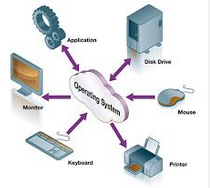 Application
Disk Drive
Operating System
Monitor
Mouse
Keyboard
Printer